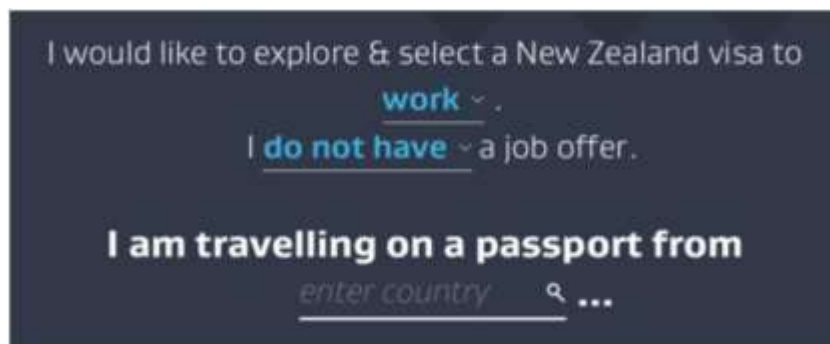 I would like to explore & select a New Zealand visa to
work .
I do not have a job offer.
I am travelling on a passport from
enter country ...